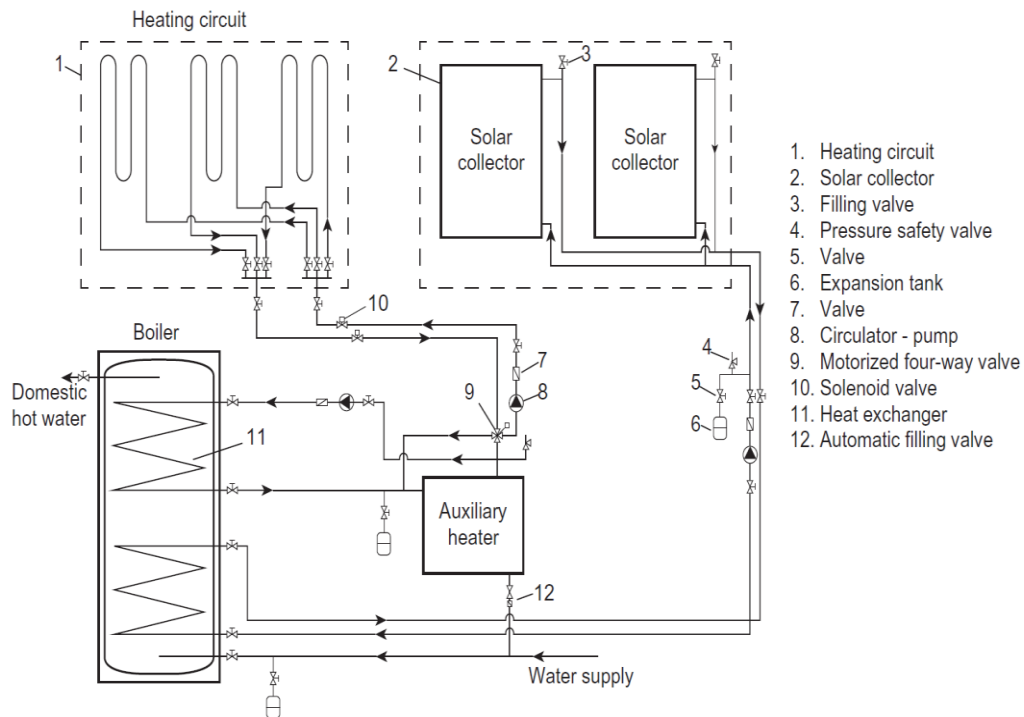 Heating circuit
1
2
3
Solar
collector
Solar
collector
1. Heating circuit
2. Solar collector
3. Filling valve
4. Pressure safety valve
5. Valve
6. Expansion tank
7. Valve
8. Circulator - pump
9. Motorized four-way valve
10. Solenoid valve
11. Heat exchanger
12. Automatic filling valve
10
Boiler
4
7
Domestic
hot water
5
9
8
6
11
Auxiliary
heater
12
Water supply